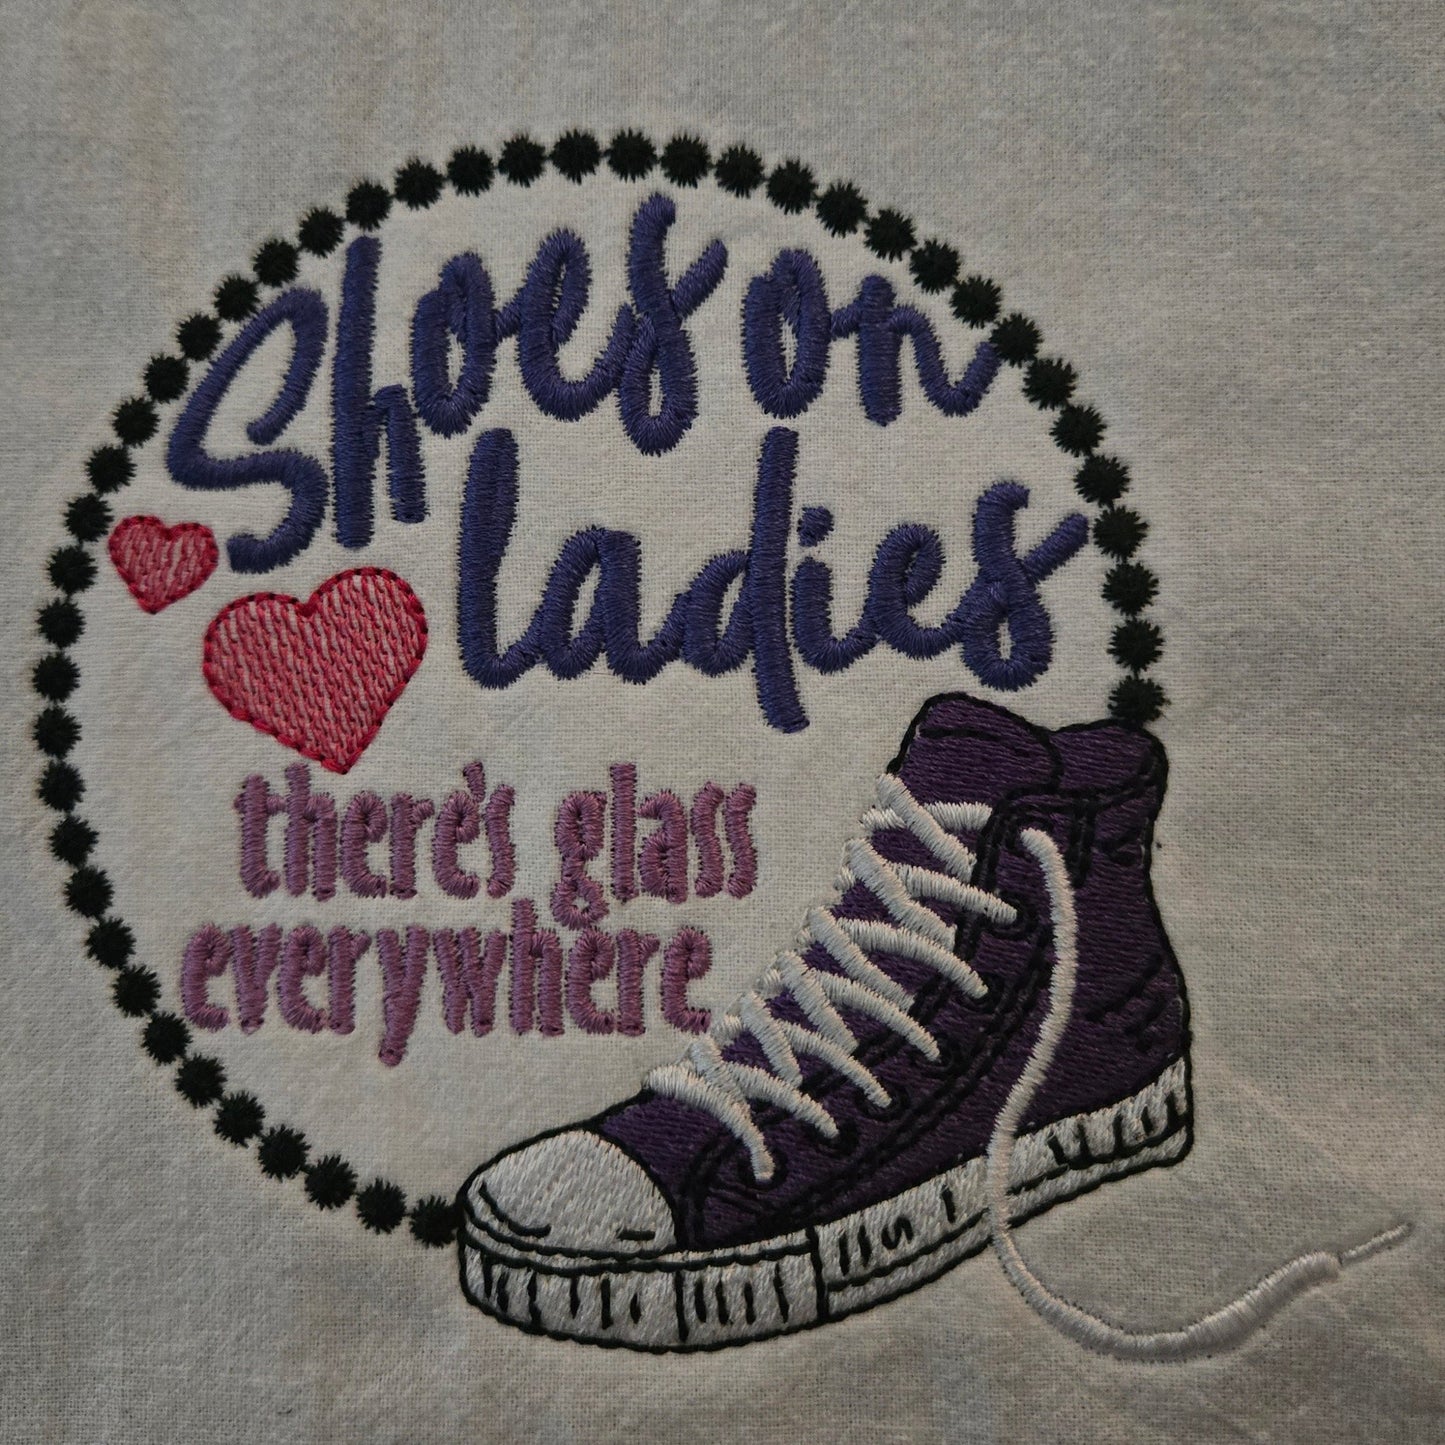 Shoes on
ladies
there's glass
everywhere